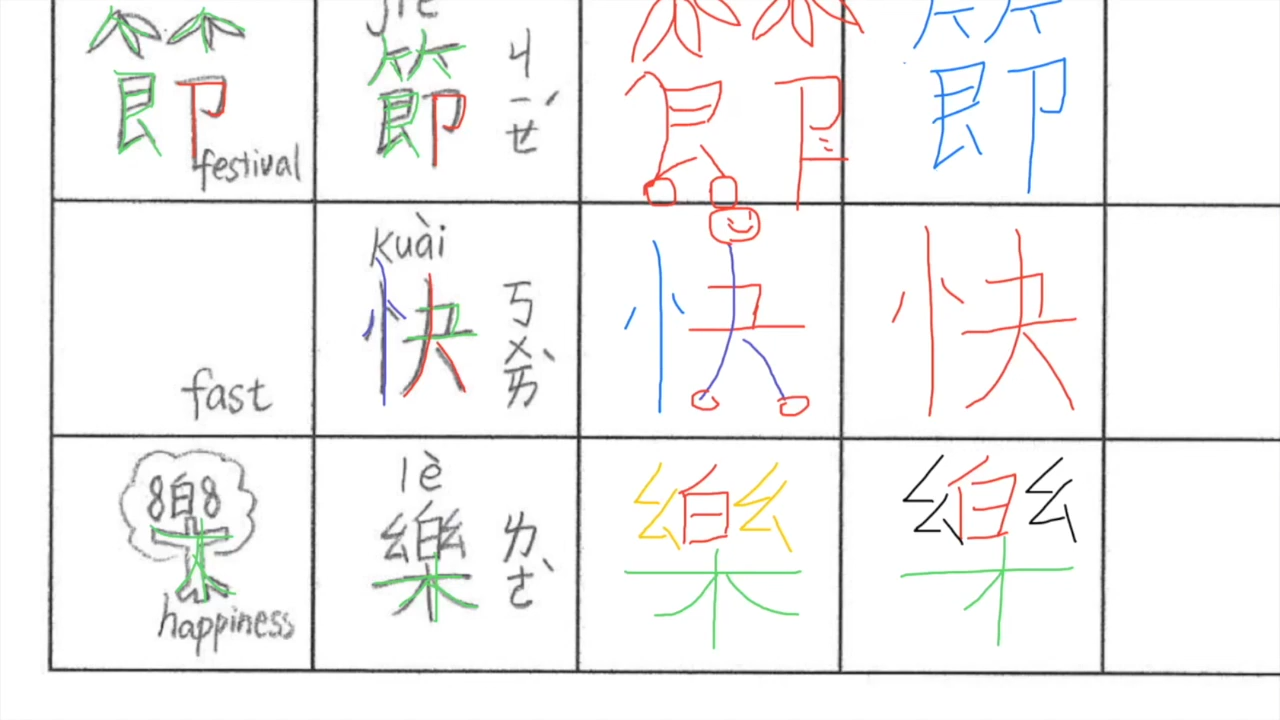 jié
節 節 ㄐㄧㄝˊ 節 節
festival
kuài
快 ㄎㄨㄞˋ 快 快
fast
lè
樂 樂 ㄌㄜˋ 樂 樂
happiness